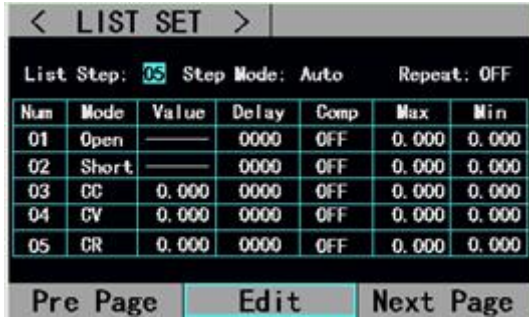 < LIST SET >
List Step: 05 Step Mode: Auto Repeat: OFF
Num Mode Value Delay Comp Max Min
01 Open —— 0000 OFF 0.000 0.000
02 Short —— 0000 OFF 0.000 0.000
03 CC 0.000 0000 OFF 0.000 0.000
04 CV 0.000 0000 OFF 0.000 0.000
05 CR 0.000 0000 OFF 0.000 0.000
Pre Page Edit Next Page